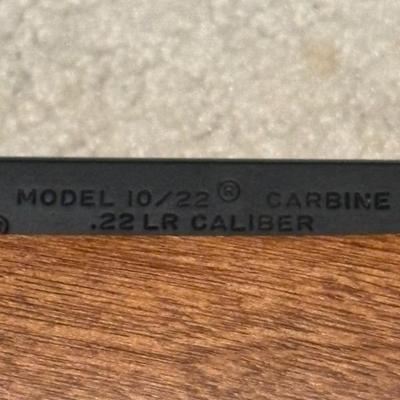 MODEL 10/22® CARBINE
.22 LR CALIBER